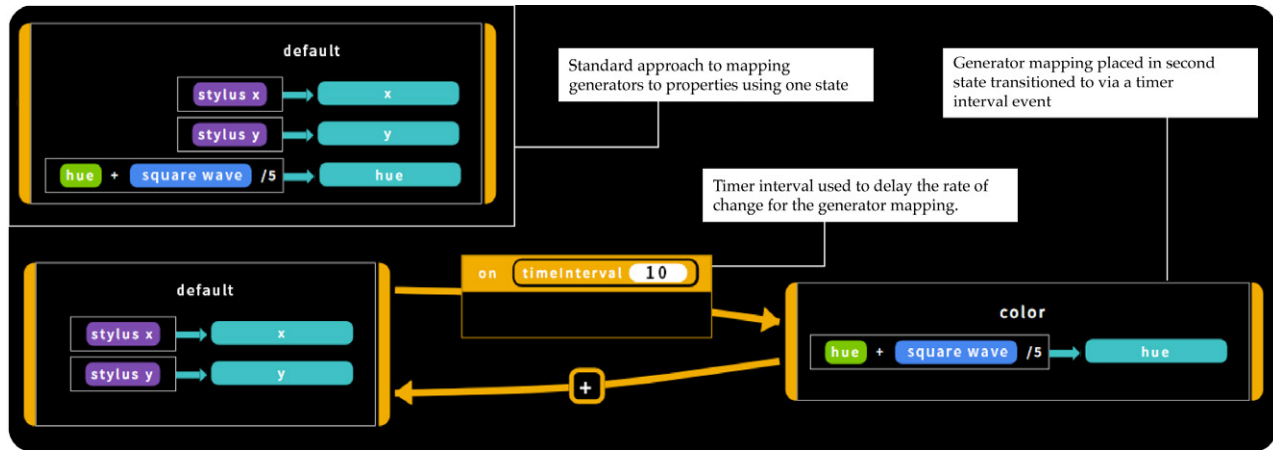 default
stylus x x
stylus y y
hue + square wave /5 hue
Standard approach to mapping
generators to properties using one state
Generator mapping placed in second
state transitioned to via a timer
interval event
Timer interval used to delay the rate of
change for the generator mapping.
default
stylus x x
stylus y y
on timeInterval 10
+
color
hue + square wave /5 hue